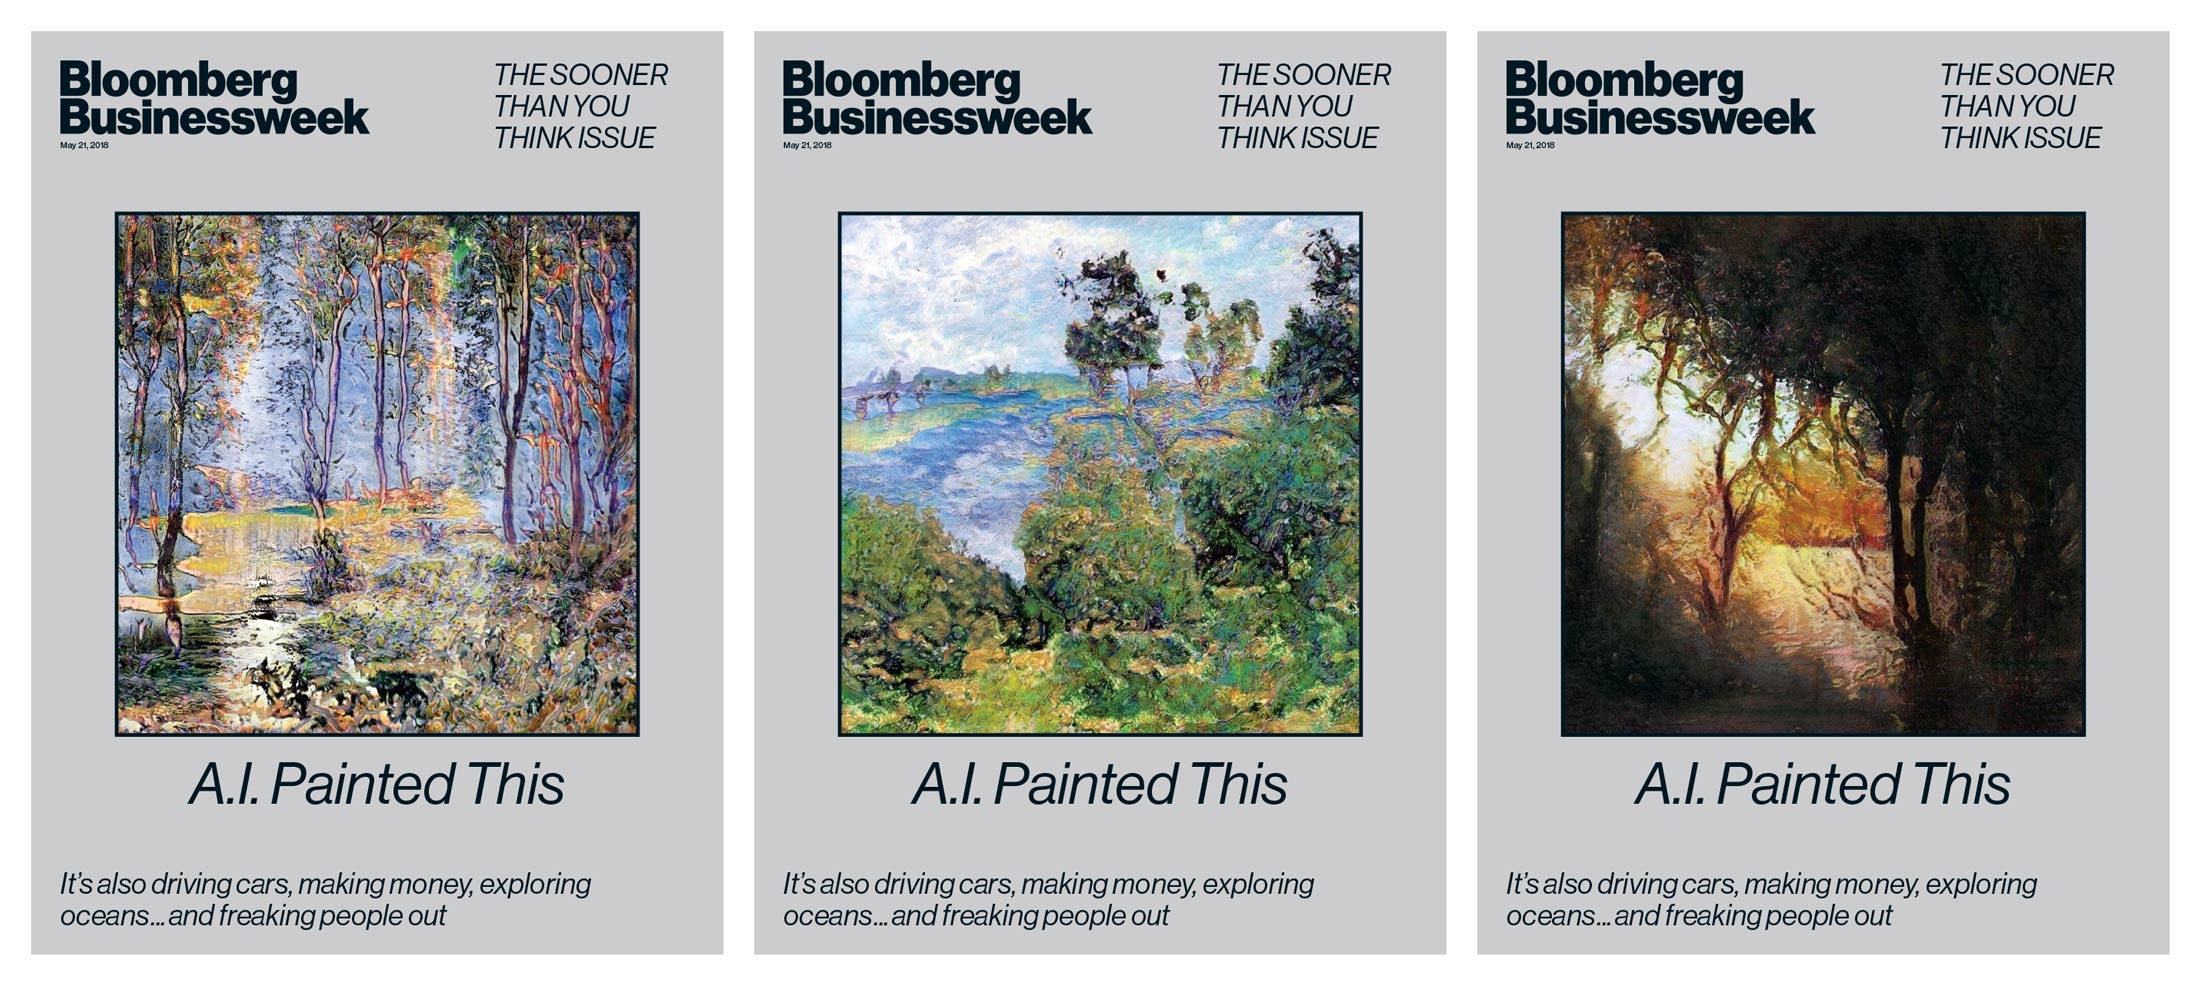 Bloomberg
Businessweek
May 21, 2018
THE SOONER
THAN YOU
THINK ISSUE
A.I. Painted This
It's also driving cars, making money, exploring
oceans...and freaking people out
Bloomberg
Businessweek
May 21, 2018
THE SOONER
THAN YOU
THINK ISSUE
A.I. Painted This
It's also driving cars, making money, exploring
oceans...and freaking people out
Bloomberg
Businessweek
May 21, 2018
THE SOONER
THAN YOU
THINK ISSUE
A.I. Painted This
It's also driving cars, making money, exploring
oceans...and freaking people out